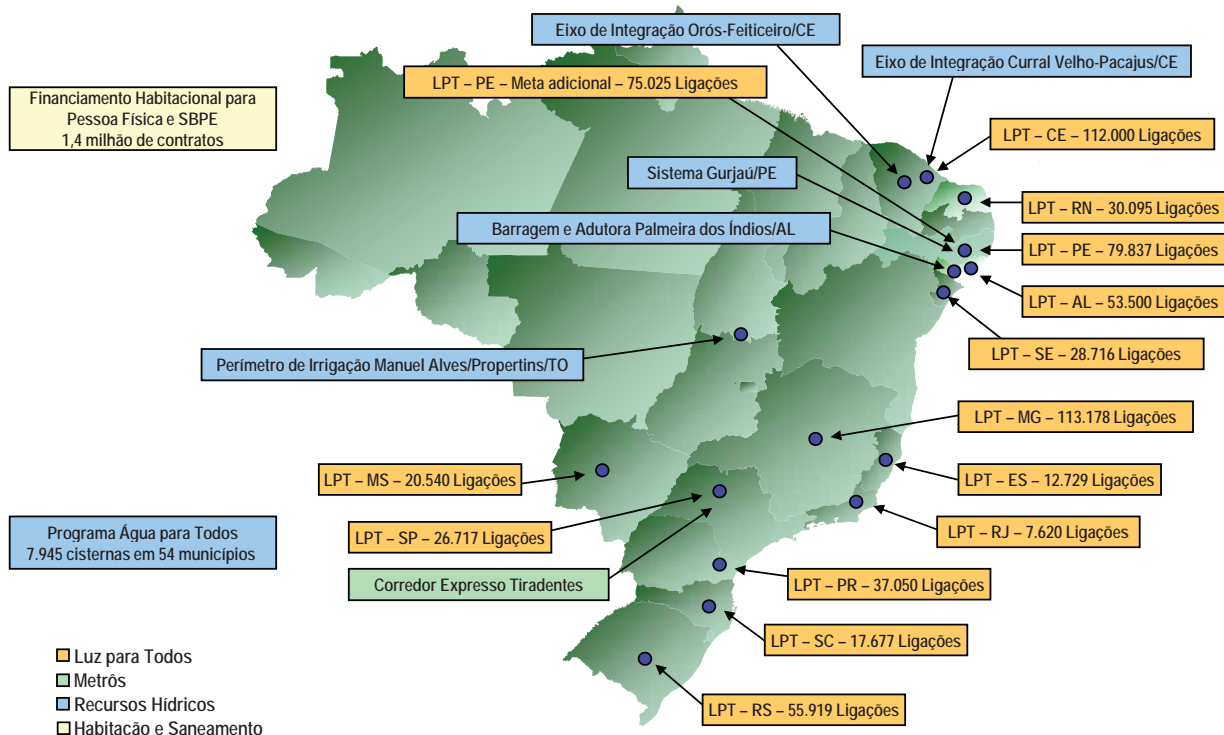 Eixo de Integração Orós-Feiticeiro/CE
Eixo de Integração Curral Velho-Pacajus/CE
LPT – PE – Meta adicional – 75.025 Ligações
Financiamento Habitacional para
Pessoa Física e SBPE
1,4 milhão de contratos
LPT – CE – 112.000 Ligações
Sistema Gurjaú/PE
LPT – RN – 30.095 Ligações
Barragem e Adutora Palmeira dos Índios/AL
LPT – PE – 79.837 Ligações
LPT – AL – 53.500 Ligações
LPT – SE – 28.716 Ligações
Perímetro de Irrigação Manuel Alves/Propertins/TO
LPT – MG – 113.178 Ligações
LPT – MS – 20.540 Ligações
LPT – ES – 12.729 Ligações
LPT – SP – 26.717 Ligações
LPT – RJ – 7.620 Ligações
Programa Água para Todos
7.945 cisternas em 54 municípios
Corredor Expresso Tiradentes
LPT – PR – 37.050 Ligações
LPT – SC – 17.677 Ligações
LPT – RS – 55.919 Ligações
Luz para Todos
Metrôs
Recursos Hídricos
Habitação e Saneamento